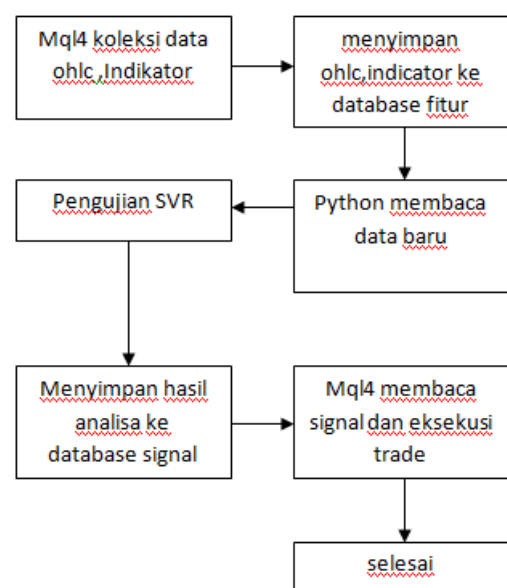 Mql4 koleksi data
ohlc ,Indikator
menyimpan
ohlc,indicator ke
database fitur
Python membaca
data baru
Pengujian SVR
Menyimpan hasil
analisa ke
database signal
Mql4 membaca
signal dan eksekusi
trade
selesai